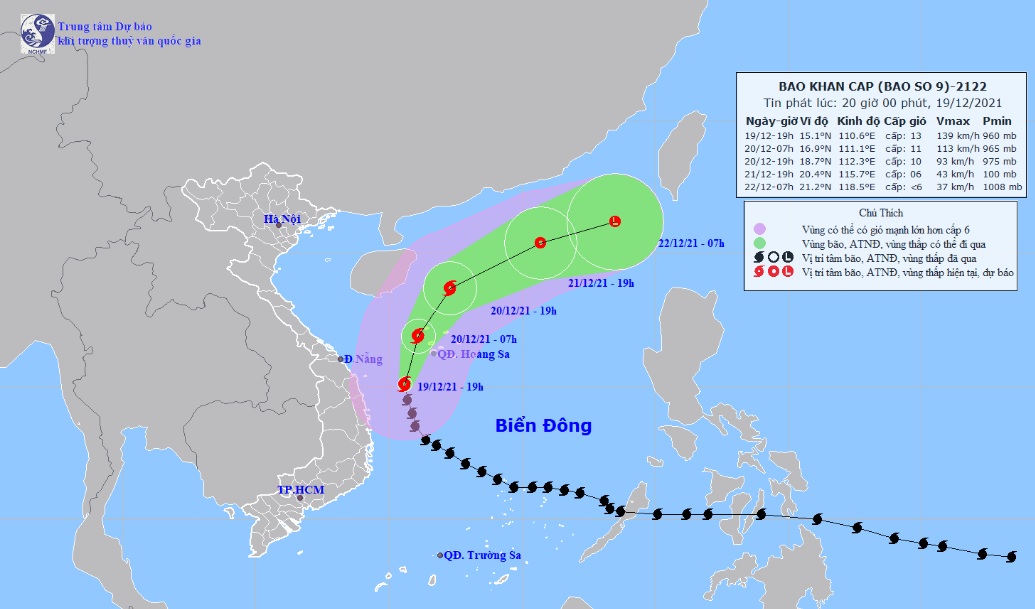 Trung tâm Dự báo
khí tượng thuỷ văn quốc gia
NCHMF
BAO KHAN CAP (BAO SO 9)-2122
Tin phát lúc: 20 giờ 00 phút, 19/12/2021
Ngày-giờ Vĩ độ Kinh độ Cấp gió Vmax Pmin
19/12-19h 15.1°N 110.6°E cấp: 13 139 km/h 960 mb
20/12-07h 16.9°N 111.1°E cấp: 11 113 km/h 965 mb
20/12-19h 18.7°N 112.3°E cấp: 10 93 km/h 975 mb
21/12-19h 20.4°N 115.7°E cấp: 06 43 km/h 100 mb
22/12-07h 21.2°N 118.5°E cấp: <6 37 km/h 1008 mb
Chú Thích
Vùng có thể có gió mạnh lớn hơn cấp 6
Vùng bão, ATNĐ, vùng thấp có thể đi qua
L Vị trí tâm bão, ATNĐ, vùng thấp đã qua
L Vị trí tâm bão, ATNĐ, vùng thấp hiện tại, dự báo
Hà Nội
L
22/12/21 - 07h
21/12/21 - 19h
20/12/21 - 19h
20/12/21 - 07h
QĐ. Hoàng Sa
Đ.Nẵng
19/12/21 - 19h
Biển Đông
TP.HCM
QĐ. Trường Sa